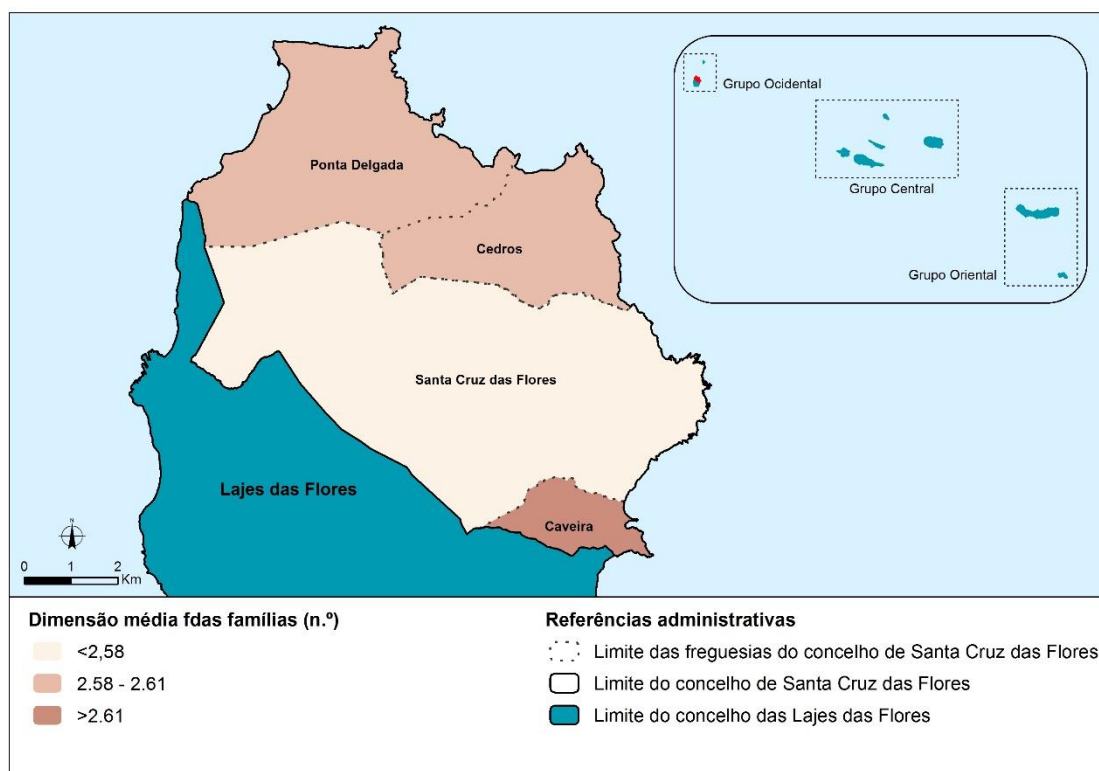 Grupo Ocidental
Grupo Central
Grupo Oriental
Ponta Delgada
Cedros
Santa Cruz das Flores
Lajes das Flores
Caveira
N
0 1 2
Km
Dimensão média fdas famílias (n.º)
<2,58
2.58 - 2.61
>2.61
Referências administrativas
Limite das freguesias do concelho de Santa Cruz das Flores
Limite do concelho de Santa Cruz das Flores
Limite do concelho das Lajes das Flores